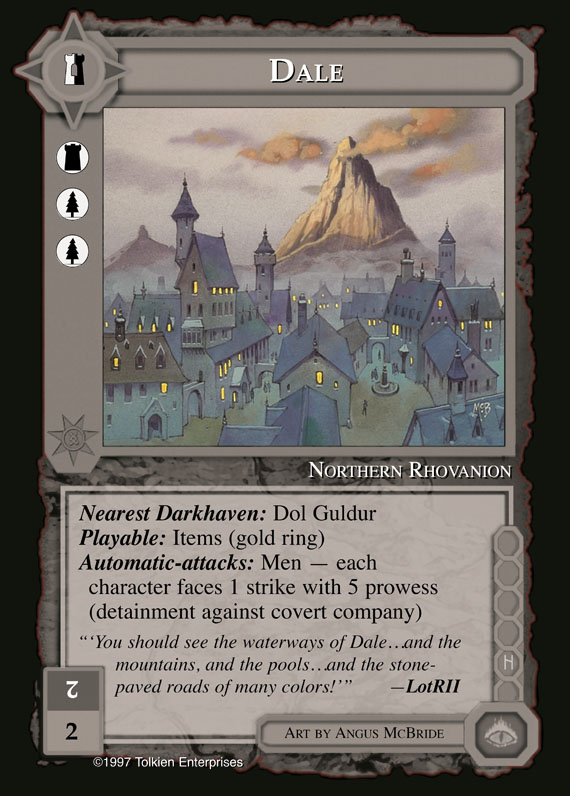 Dale
McB
Northern Rhovanion
Nearest Darkhaven: Dol Guldur
Playable: Items (gold ring)
Automatic-attacks: Men — each
character faces 1 strike with 5 prowess
(detainment against covert company)
“‘You should see the waterways of Dale…and the
mountains, and the pools…and the stone-
paved roads of many colors!’” —LotRII
2
2
Art by Angus McBride
©1997 Tolkien Enterprises